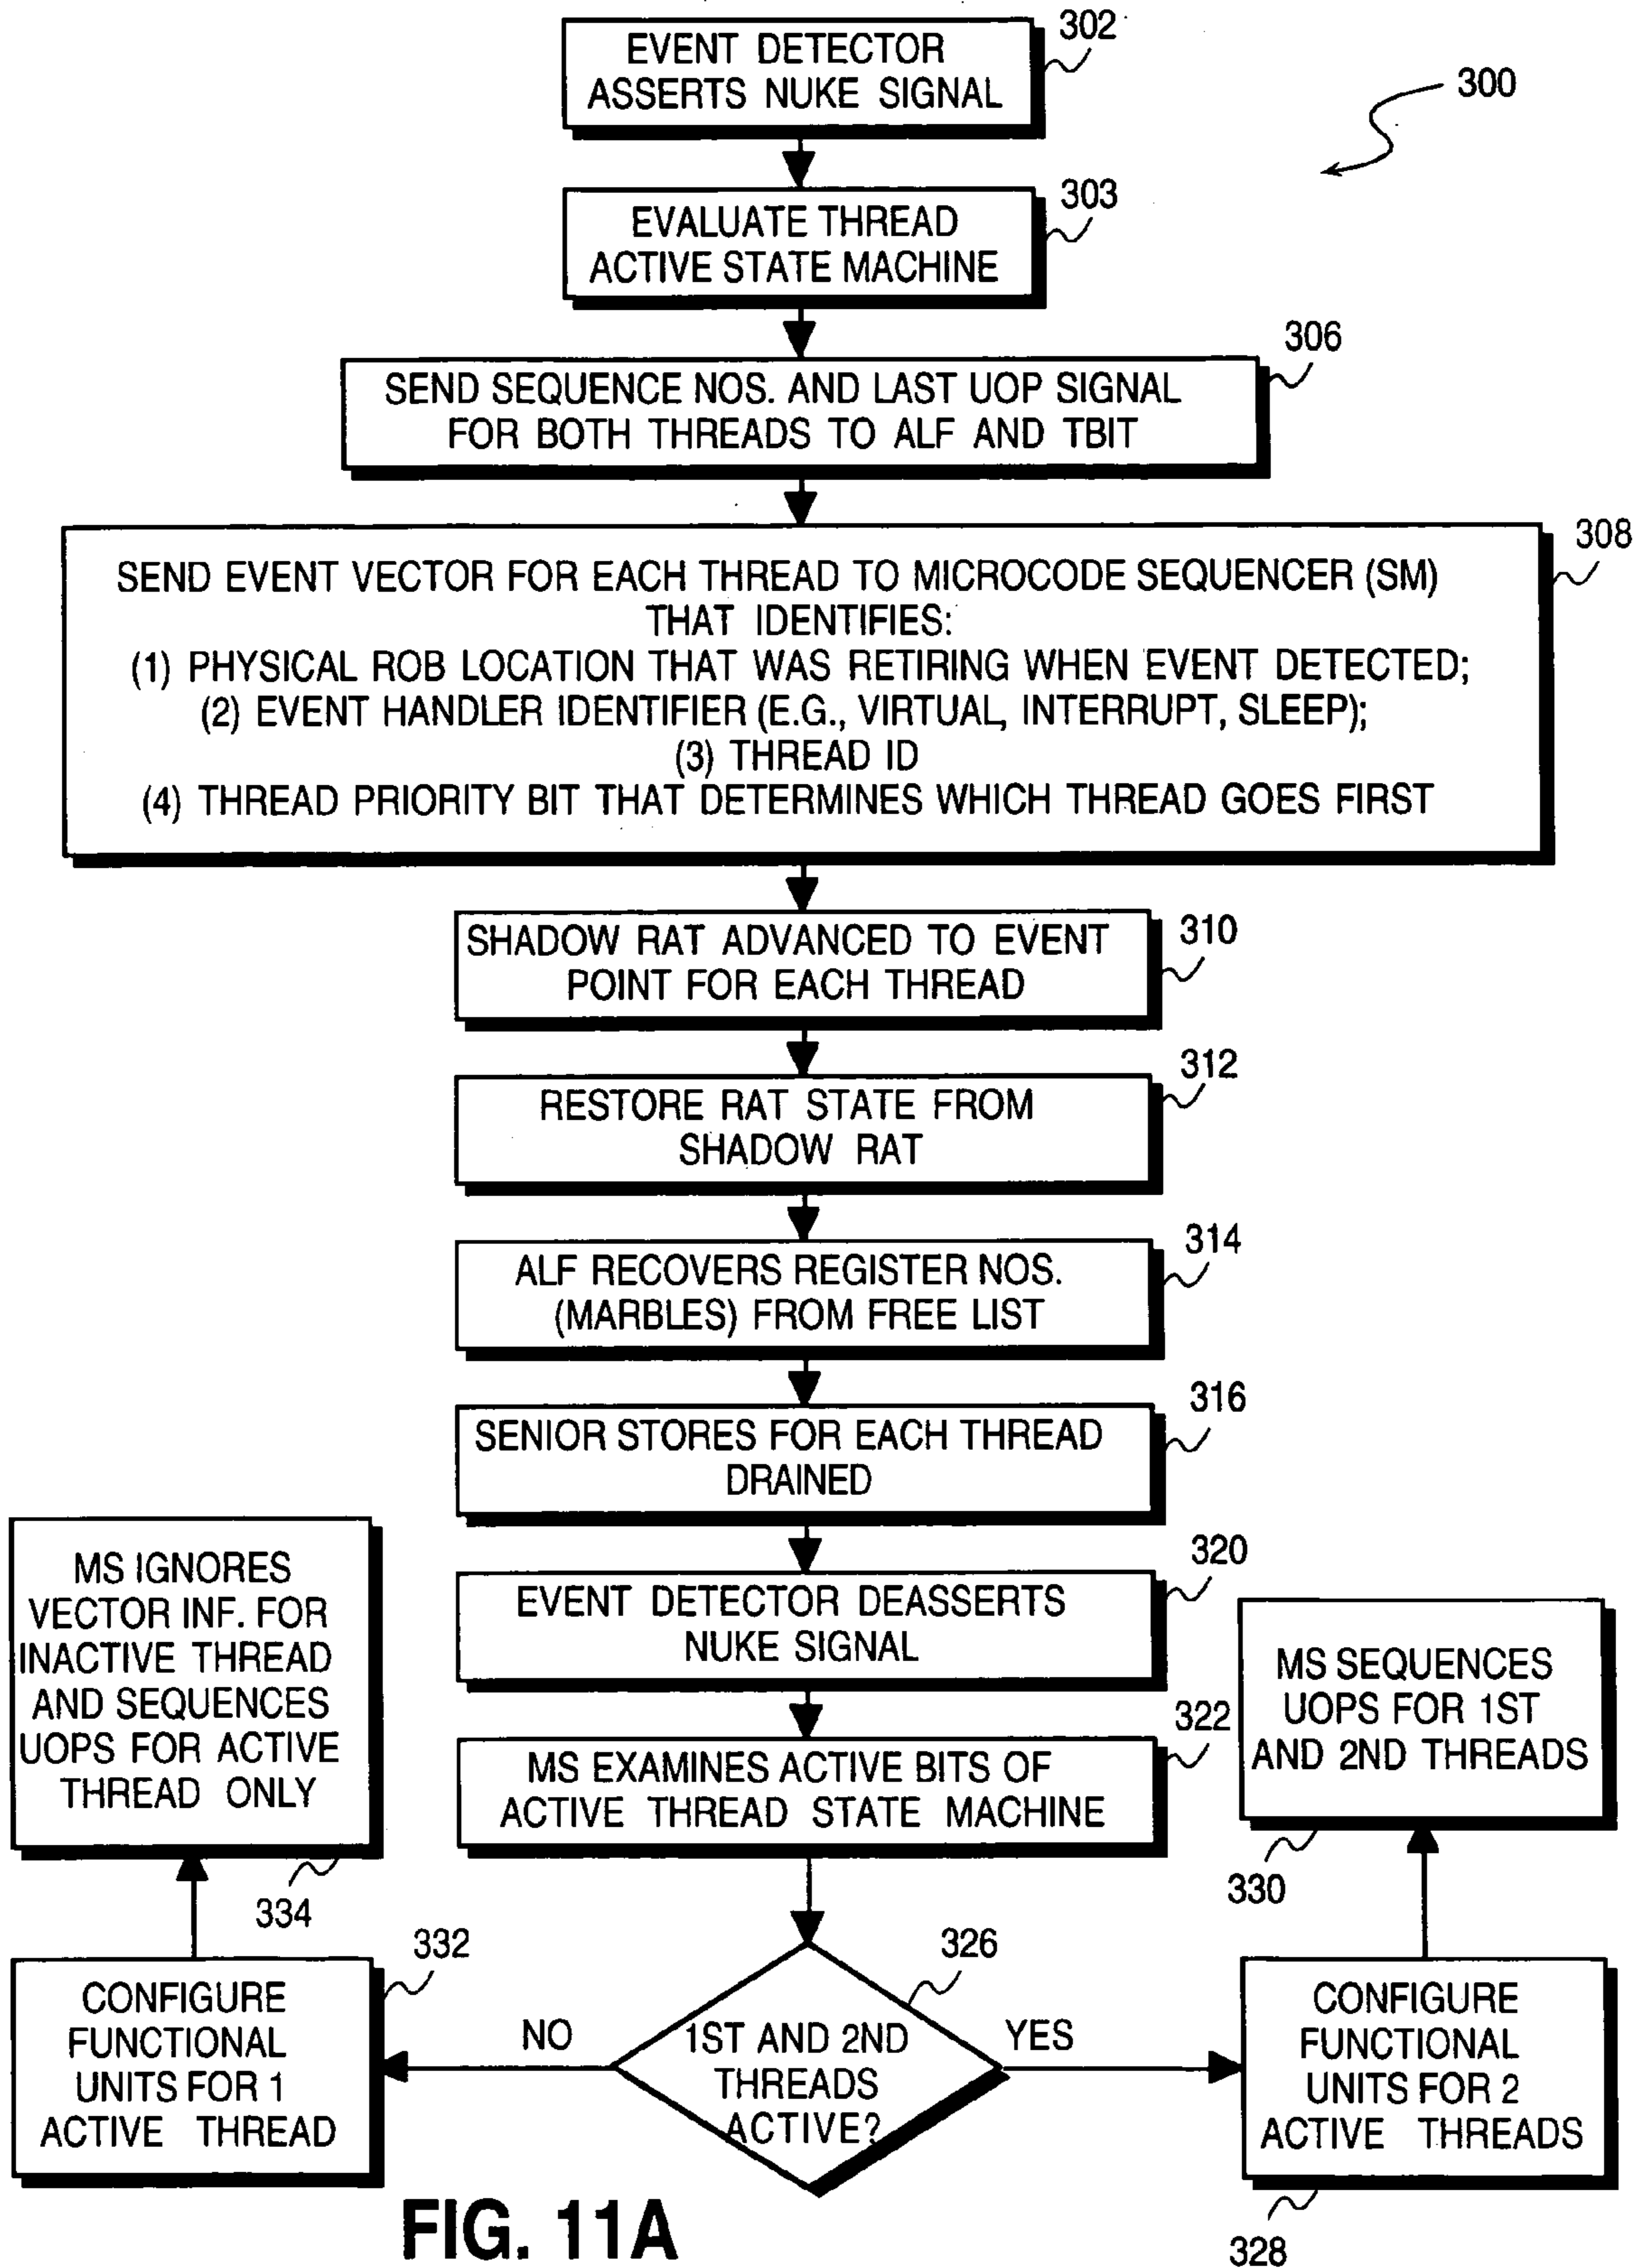 302
EVENT DETECTOR
ASSERTS NUKE SIGNAL
300
303
EVALUATE THREAD
ACTIVE STATE MACHINE
306
SEND SEQUENCE NOS. AND LAST UOP SIGNAL
FOR BOTH THREADS TO ALF AND TBIT
308
SEND EVENT VECTOR FOR EACH THREAD TO MICROCODE SEQUENCER (SM)
THAT IDENTIFIES:
(1) PHYSICAL ROB LOCATION THAT WAS RETIRING WHEN EVENT DETECTED;
(2) EVENT HANDLER IDENTIFIER (E.G., VIRTUAL, INTERRUPT, SLEEP);
(3) THREAD ID
(4) THREAD PRIORITY BIT THAT DETERMINES WHICH THREAD GOES FIRST
310
SHADOW RAT ADVANCED TO EVENT
POINT FOR EACH THREAD
312
RESTORE RAT STATE FROM
SHADOW RAT
314
ALF RECOVERS REGISTER NOS.
(MARBLES) FROM FREE LIST
316
SENIOR STORES FOR EACH THREAD
DRAINED
320
EVENT DETECTOR DEASSERTS
NUKE SIGNAL
322
MS EXAMINES ACTIVE BITS OF
ACTIVE THREAD STATE MACHINE
326
1ST AND 2ND
THREADS
ACTIVE?
NO
332
CONFIGURE
FUNCTIONAL
UNITS FOR 1
ACTIVE THREAD
MS IGNORES
VECTOR INF. FOR
INACTIVE THREAD
AND SEQUENCES
UOPS FOR ACTIVE
THREAD ONLY
334
YES
CONFIGURE
FUNCTIONAL
UNITS FOR 2
ACTIVE THREADS
328
MS SEQUENCES
UOPS FOR 1ST
AND 2ND THREADS
330
FIG. 11A